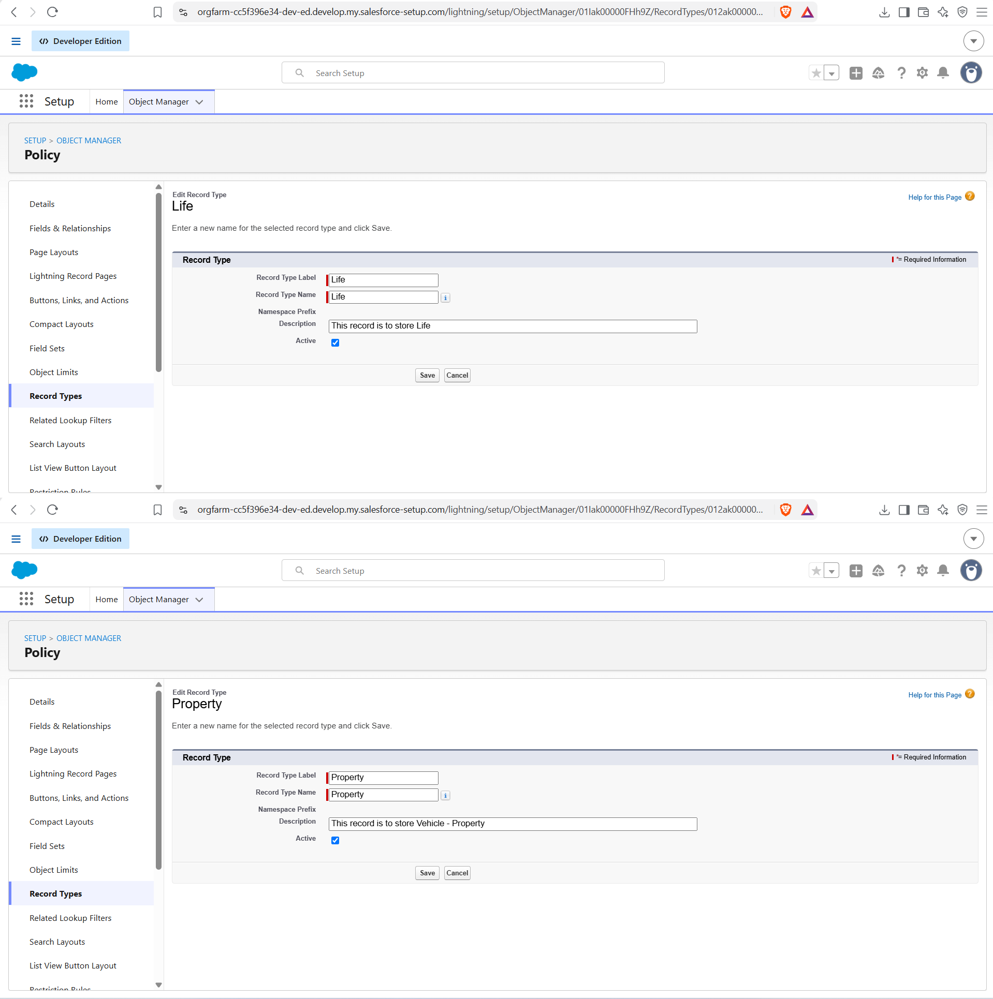 orgfarm-cc5f396e34-dev-ed.develop.my.salesforce-setup.com/lightning/setup/ObjectManager/01Iak00000FHh9Z/RecordTypes/012ak00000...
</> Developer Edition
Search Setup
Setup Home Object Manager
SETUP > OBJECT MANAGER
Policy
Details
Fields & Relationships
Page Layouts
Lightning Record Pages
Buttons, Links, and Actions
Compact Layouts
Field Sets
Object Limits
Record Types
Related Lookup Filters
Search Layouts
List View Button Layout
Restriction Rules
Edit Record Type
Life
Help for this Page ?
Enter a new name for the selected record type and click Save.
Record Type
*= Required Information
Record Type Label Life
Record Type Name Life i
Namespace Prefix
Description This record is to store Life
Active
Save Cancel
orgfarm-cc5f396e34-dev-ed.develop.my.salesforce-setup.com/lightning/setup/ObjectManager/01Iak00000FHh9Z/RecordTypes/012ak00000...
</> Developer Edition
Search Setup
Setup Home Object Manager
SETUP > OBJECT MANAGER
Policy
Details
Fields & Relationships
Page Layouts
Lightning Record Pages
Buttons, Links, and Actions
Compact Layouts
Field Sets
Object Limits
Record Types
Related Lookup Filters
Search Layouts
List View Button Layout
Restriction Rules
Edit Record Type
Property
Help for this Page ?
Enter a new name for the selected record type and click Save.
Record Type
*= Required Information
Record Type Label Property
Record Type Name Property i
Namespace Prefix
Description This record is to store Vehicle - Property
Active
Save Cancel